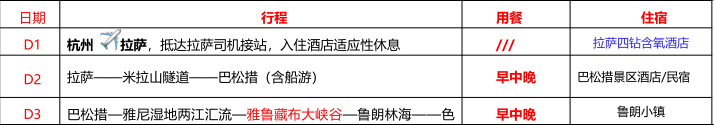 日期 行程 用餐 住宿
D1 杭州✈拉萨，抵达拉萨司机接站，入住酒店适应性休息 /// 拉萨四钻含氧酒店
D2 拉萨——米拉山隧道——巴松措（含船游） 早中晚 巴松措景区酒店/民宿
D3 巴松措—雅尼湿地两江汇流—雅鲁藏布大峡谷—鲁朗林海——色 早中晚 鲁朗小镇